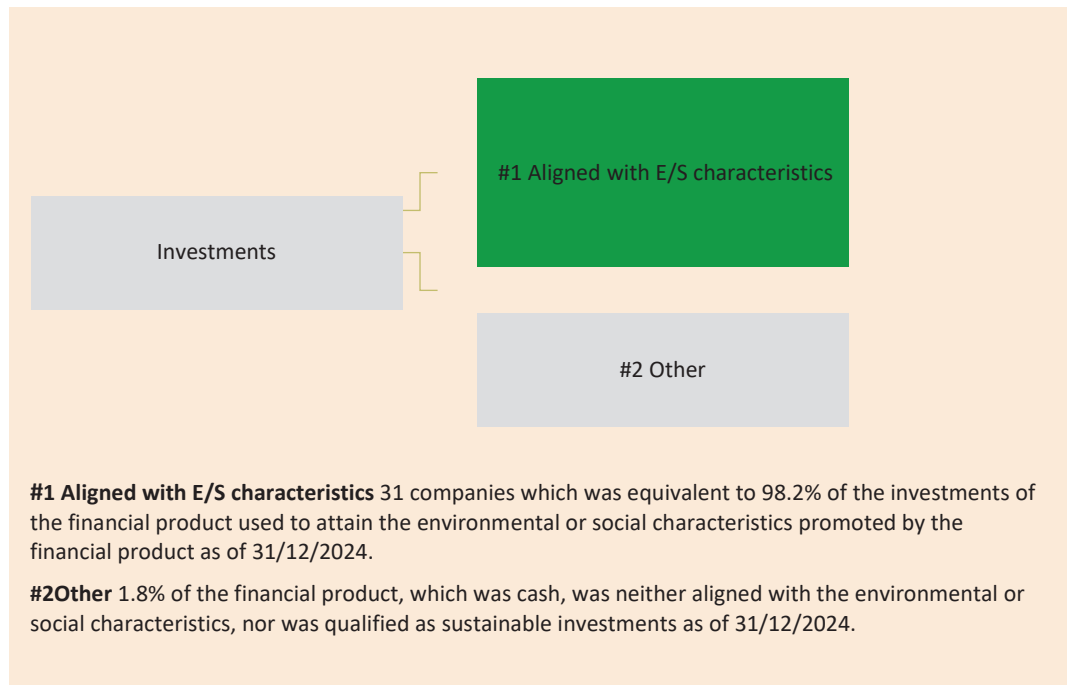 #1 Aligned with E/S characteristics
Investments
#2 Other
#1 Aligned with E/S characteristics 31 companies which was equivalent to 98.2% of the investments of
the financial product used to attain the environmental or social characteristics promoted by the
financial product as of 31/12/2024.
#2Other 1.8% of the financial product, which was cash, was neither aligned with the environmental or
social characteristics, nor was qualified as sustainable investments as of 31/12/2024.